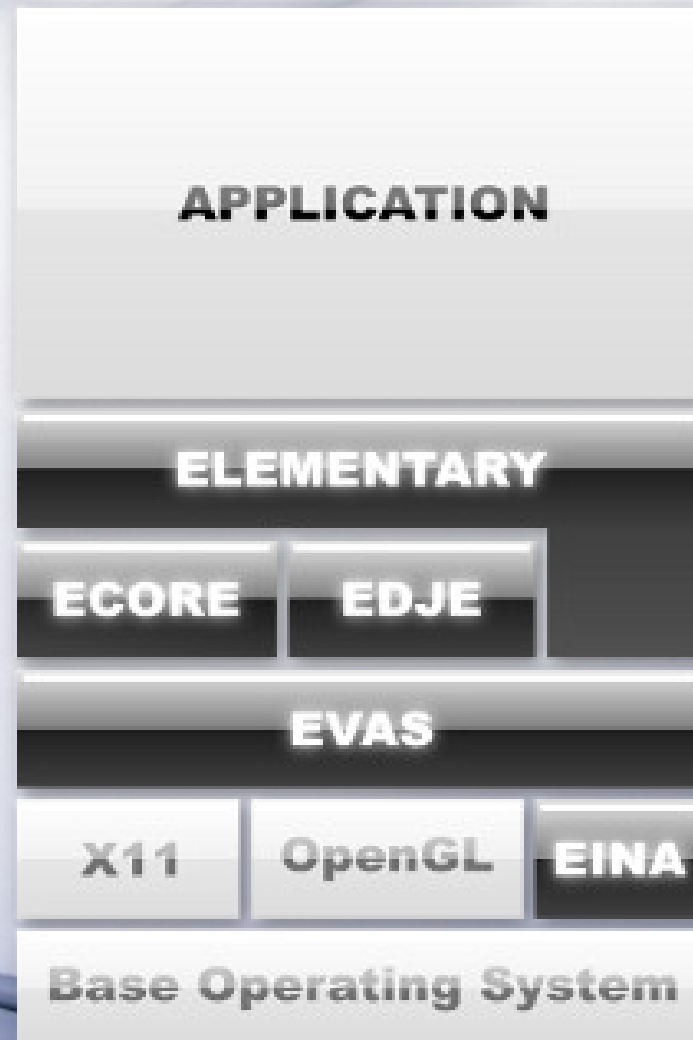 APPLICATION
ELEMENTARY
ECORE EDJE
EVAS
X11 OpenGL EINA
Base Operating System